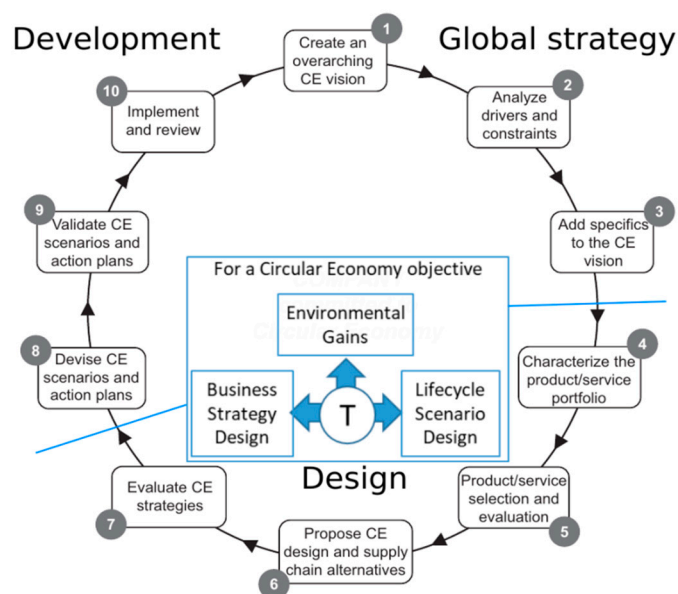 Development
Global strategy
1
Create an
overarching
CE vision
2
Analyze
drivers and
constraints
3
Add specifics
to the CE
vision
4
Characterize the
product/service
portfolio
5
Product/service
selection and
evaluation
6
Propose CE
design and supply
chain alternatives
7
Evaluate CE
strategies
8
Devise CE
scenarios and
action plans
9
Validate CE
scenarios and
action plans
10
Implement
and review
For a Circular Economy objective
Environmental
Gains
Business
Strategy
Design
T
Lifecycle
Scenario
Design
Design